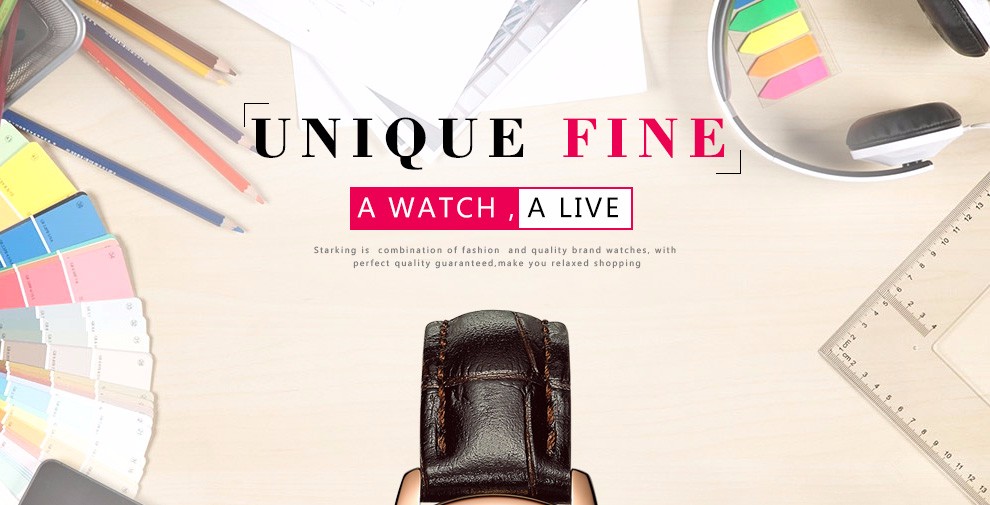 UNIQUE FINE
A WATCH , A LIVE
Starking is combination of fashion and quality brand watches, with
perfect quality guaranteed,make you relaxed shopping